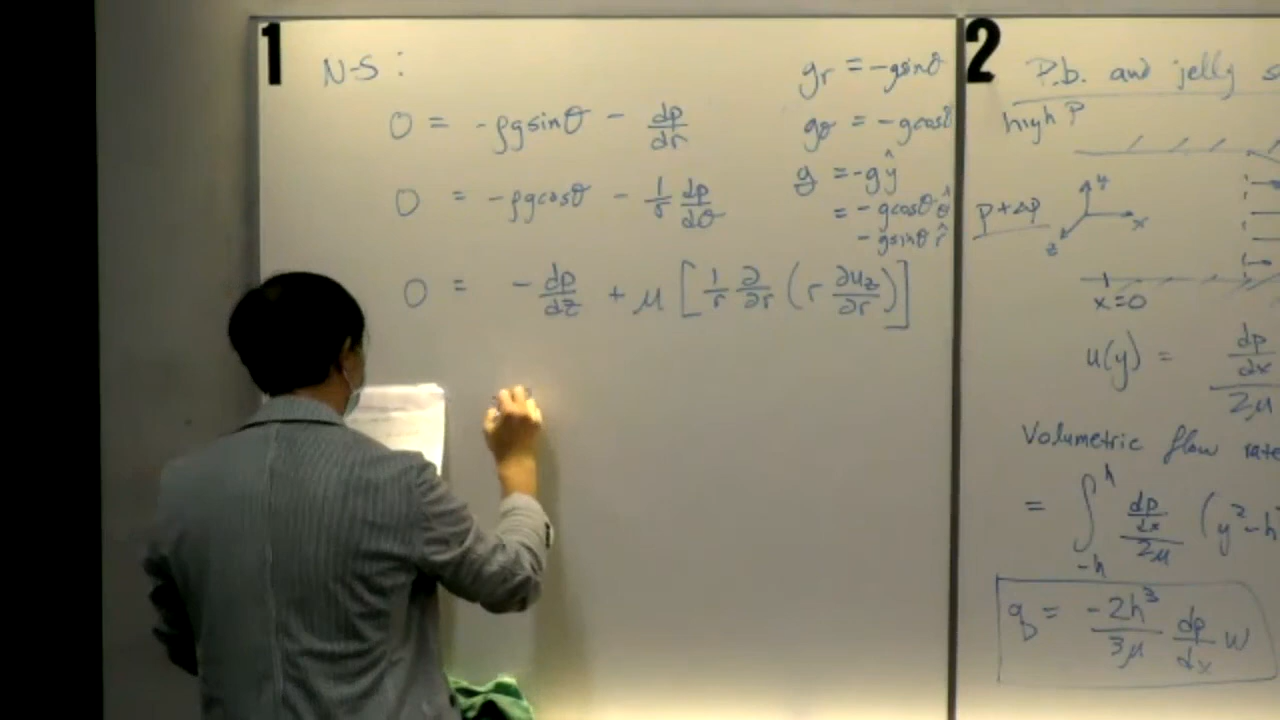 1
N-S :
0 = -ρg sinθ - dp/dr
0 = -ρg cosθ - 1/r dp/dθ
0 = - dp/dz + μ [ 1/r ∂/∂r ( r ∂u_z/∂r ) ]
g_r = -g sinθ
g_θ = -g cosθ
g = -g ŷ
= -g cosθ θ̂
- g sinθ r̂
2
P.b. and jelly
high P
P+ΔP
y
x
z
x=0
u(y) = dp/dx / 2μ
Volumetric flow rate
= ∫_{-h}^{h} dp/dx / 2μ (y² - h²
q = -2h³/3μ dp/dx w